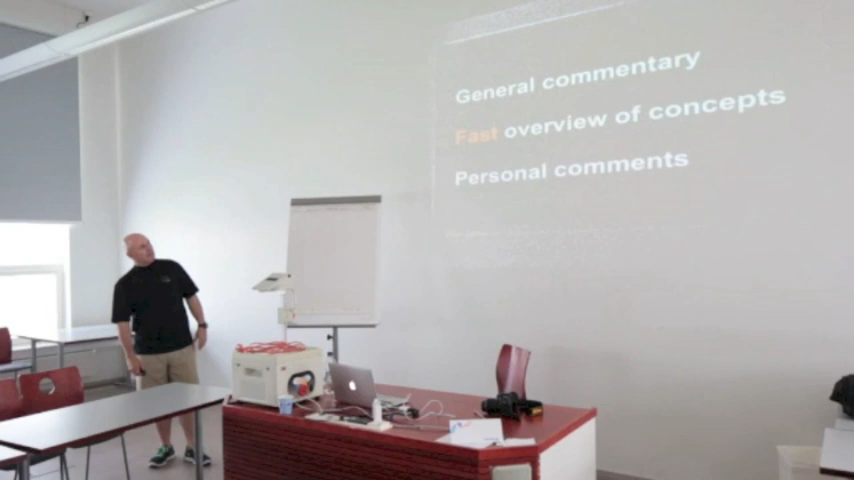 General commentary
Fast overview of concepts
Personal comments